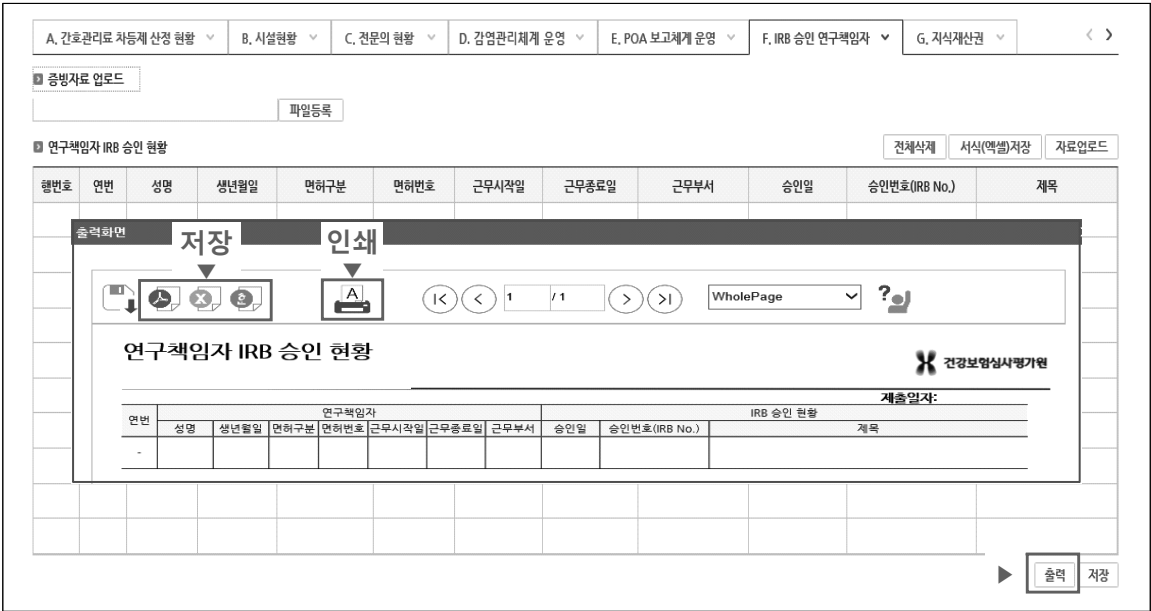 A. 간호관리료 차등제 산정 현황 B. 시설현황 C. 전문의 현황 D. 감염관리체계 운영 E. POA 보고체계 운영 F. IRB 승인 연구책임자 G. 지식재산권
증빙자료 업로드
파일등록
연구책임자 IRB 승인 현황 전체삭제 서식(엑셀)저장 자료업로드
행번호 연번 성명 생년월일 면허구분 면허번호 근무시작일 근무종료일 근무부서 승인일 승인번호(IRB No.) 제목
출력화면
저장 인쇄
A 1 / 1 WholePage ?
연구책임자 IRB 승인 현황
건강보험심사평가원
제출일자:
연번 연구책임자 IRB 승인 현황
성명 생년월일 면허구분 면허번호 근무시작일 근무종료일 근무부서 승인일 승인번호(IRB No.) 제목
-
출력 저장